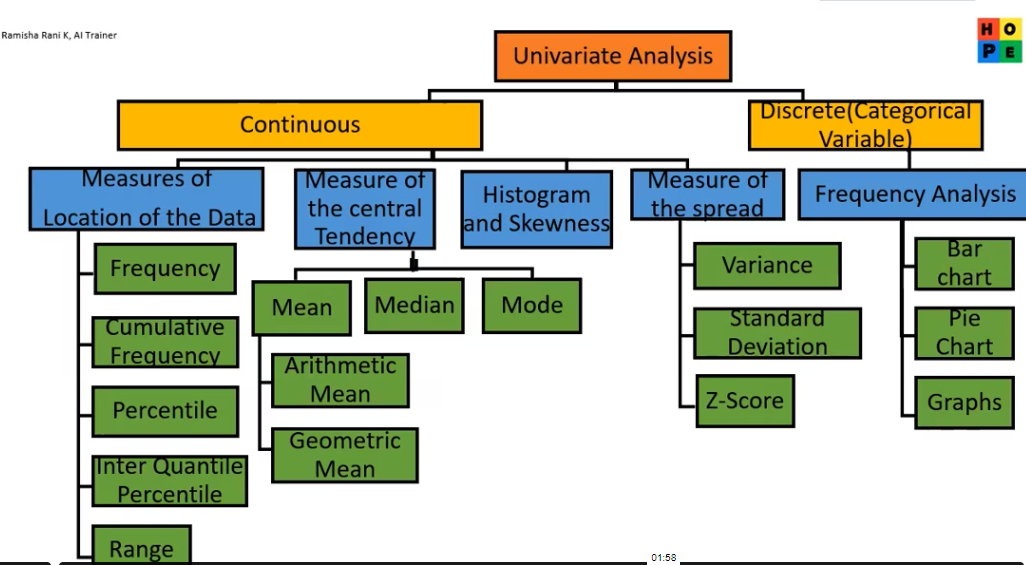 Ramisha Rani K, AI Trainer
H O
P E
Univariate Analysis
Continuous
Discrete(Categorical
Variable)
Measures of
Location of the Data
Measure of
the central
Tendency
Histogram
and Skewness
Measure of
the spread
Frequency Analysis
Frequency
Cumulative
Frequency
Percentile
Inter Quantile
Percentile
Range
Mean
Median
Mode
Arithmetic
Mean
Geometric
Mean
Variance
Standard
Deviation
Z-Score
Bar
chart
Pie
Chart
Graphs
01:58